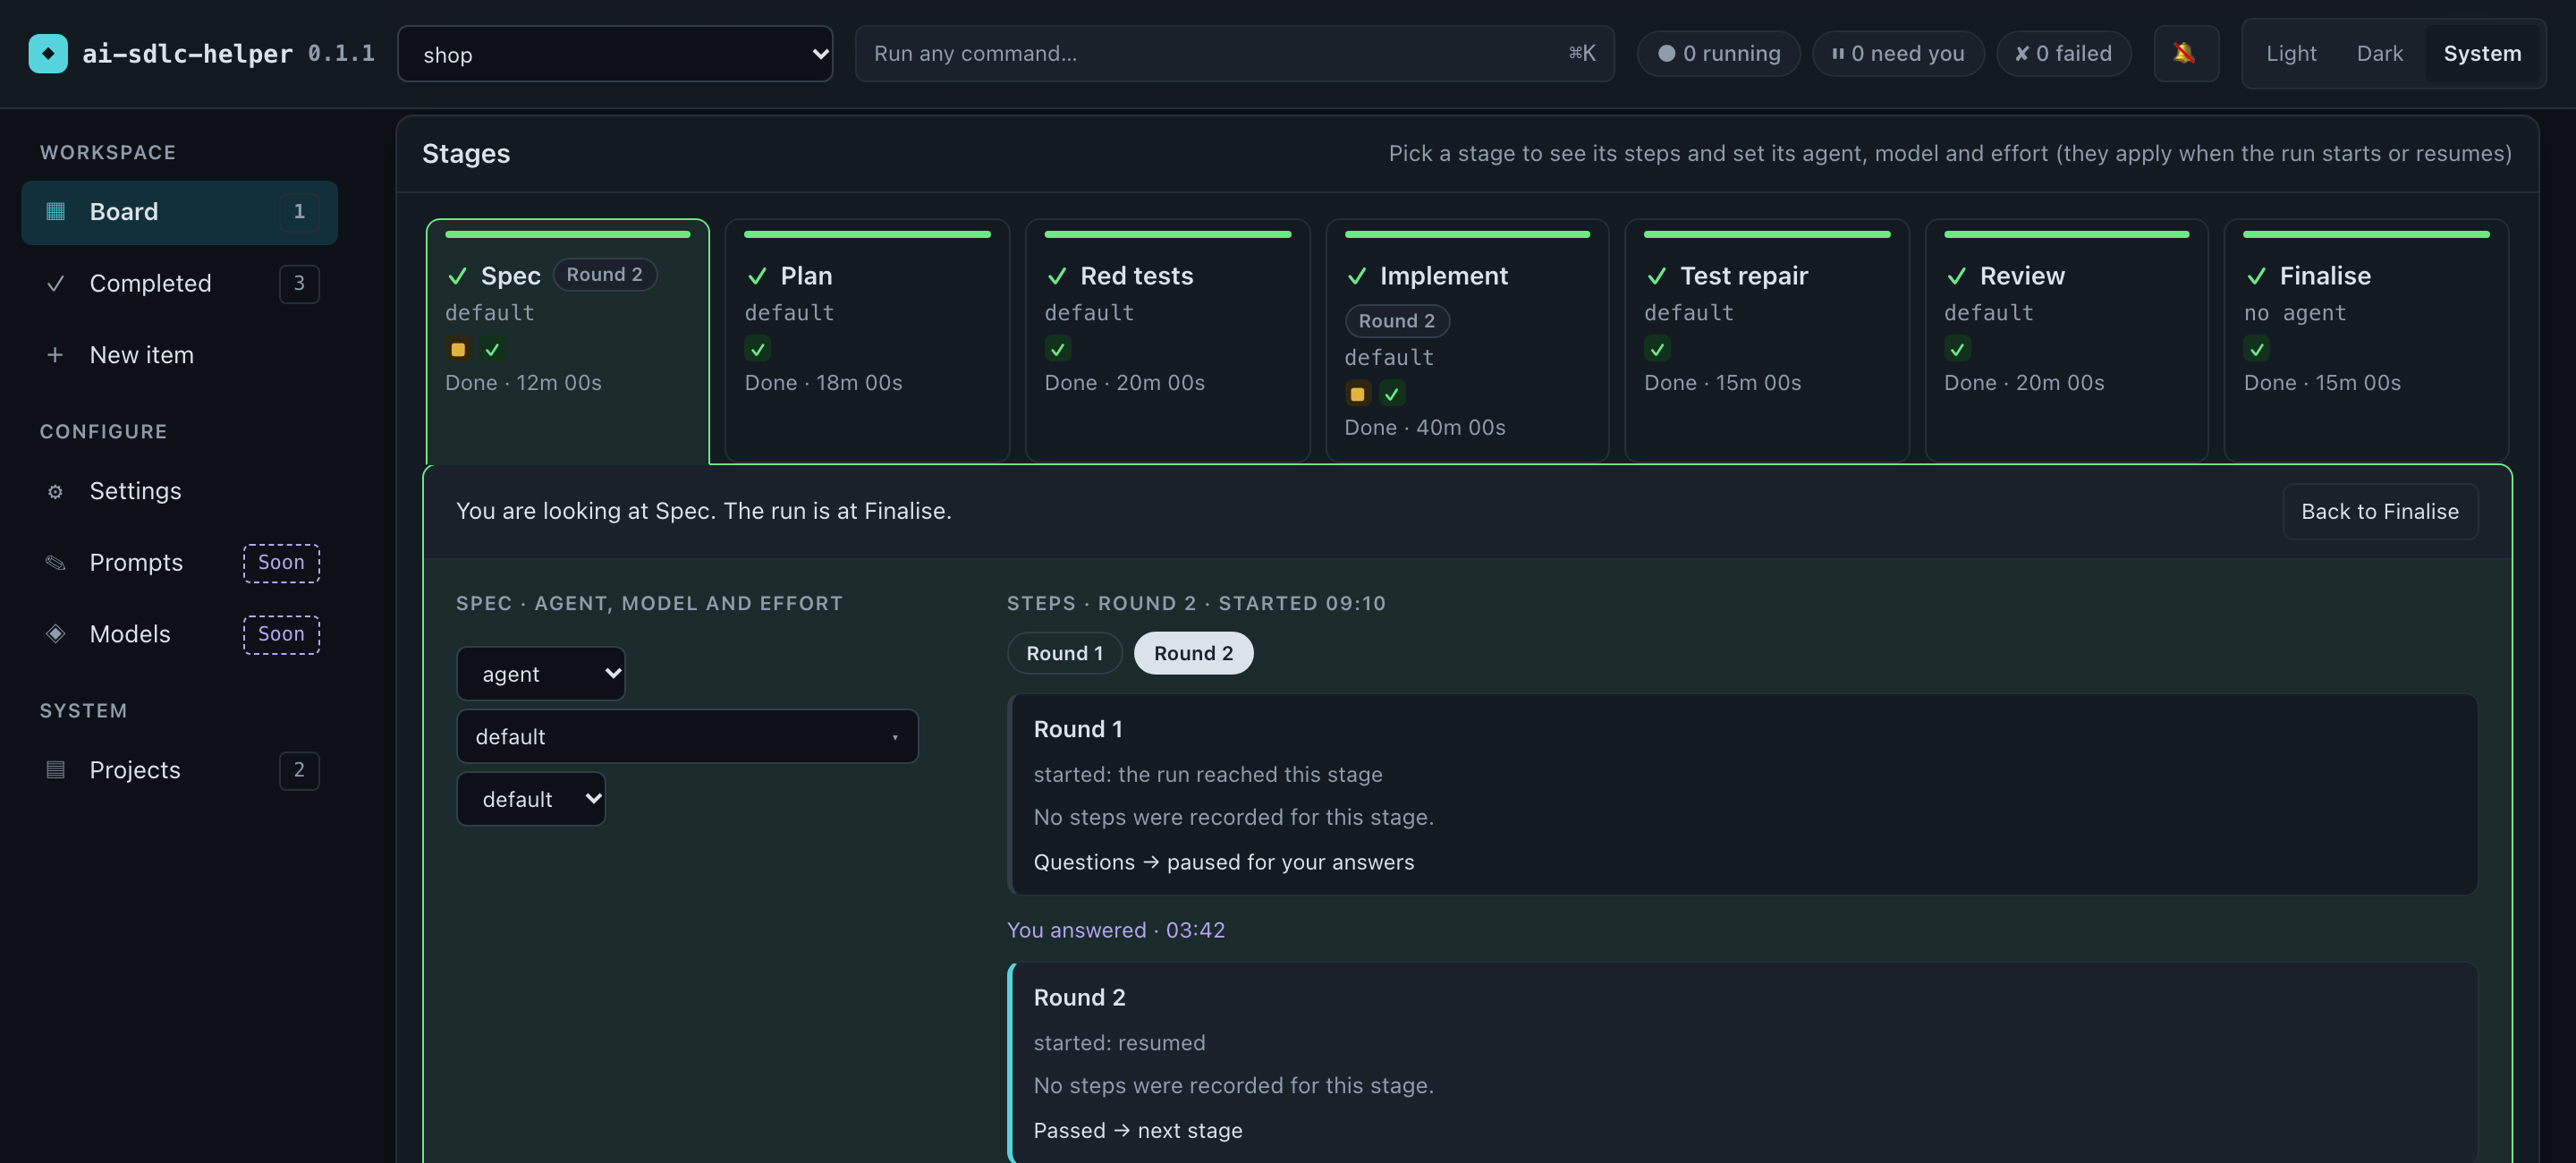 ai-sdlc-helper 0.1.1
shop
Run any command...
⌘K
0 running
0 need you
✘ 0 failed
Light
Dark
System
WORKSPACE
Board 1
Completed 3
New item
CONFIGURE
Settings
Prompts Soon
Models Soon
SYSTEM
Projects 2
Stages
Pick a stage to see its steps and set its agent, model and effort (they apply when the run starts or resumes)
✓ Spec Round 2
default
Done · 12m 00s
✓ Plan
default
Done · 18m 00s
✓ Red tests
default
Done · 20m 00s
✓ Implement
Round 2
default
Done · 40m 00s
✓ Test repair
default
Done · 15m 00s
✓ Review
default
Done · 20m 00s
✓ Finalise
no agent
Done · 15m 00s
You are looking at Spec. The run is at Finalise.
Back to Finalise
SPEC · AGENT, MODEL AND EFFORT
agent
default
default
STEPS · ROUND 2 · STARTED 09:10
Round 1
Round 2
Round 1
started: the run reached this stage
No steps were recorded for this stage.
Questions → paused for your answers
You answered · 03:42
Round 2
started: resumed
No steps were recorded for this stage.
Passed → next stage